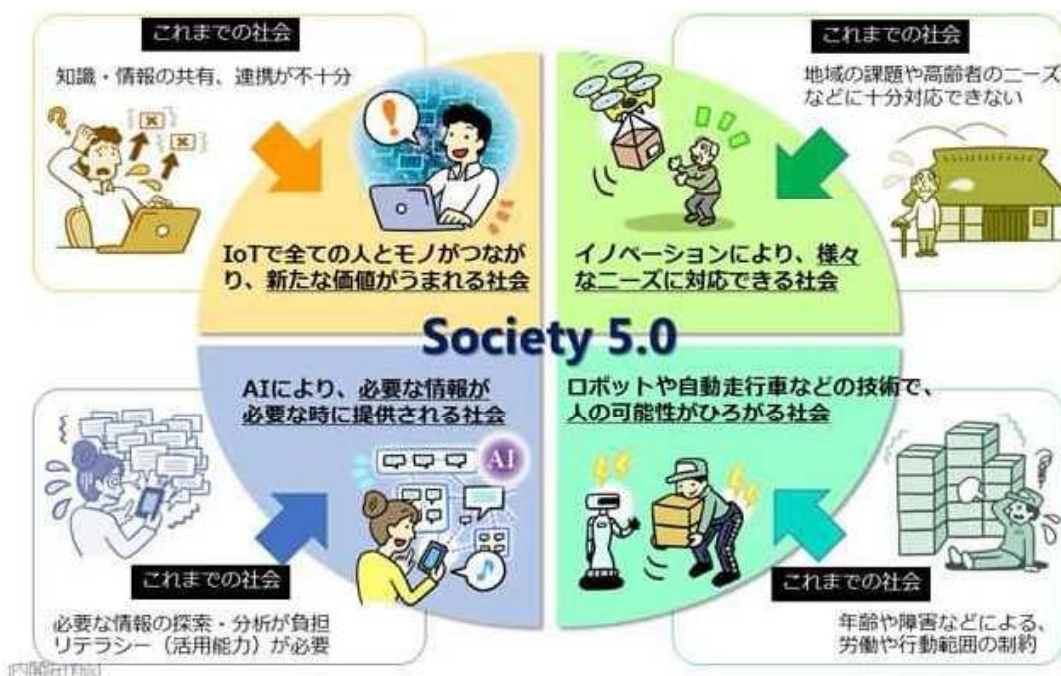 これまでの社会
知識・情報の共有、連携が不十分
IoTで全ての人とモノがつなが
り、新たな価値がうまれる社会
これまでの社会
地域の課題や高齢者のニーズ
などに十分対応できない
イノベーションにより、様々
なニーズに対応できる社会
Society 5.0
AIにより、必要な情報が
必要な時に提供される社会
AI
これまでの社会
必要な情報の探索・分析が負担
リテラシー（活用能力）が必要
ロボットや自動走行車などの技術で、
人の可能性がひろがる社会
これまでの社会
年齢や障害などによる、
労働や行動範囲の制約